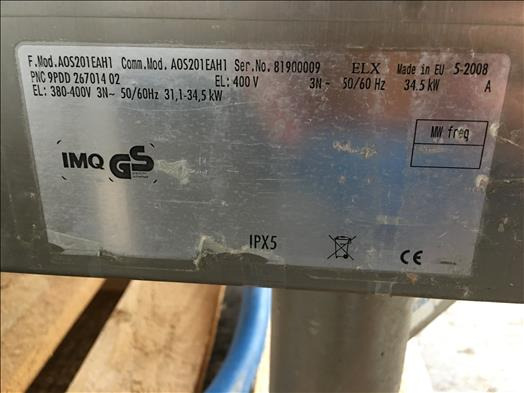 F.Mod.AOS201EAH1 Comm.Mod. AOS201EAH1 Ser.No. 81900009 ELX Made in EU 5-2008
PNC 9PDD 267014 02 EL: 400 V 3N~ 50/60 Hz 34.5 kW A
EL: 380-400V 3N~ 50/60Hz 31,1-34,5 kW
MW freq
IMQ GS
IPX5
CE